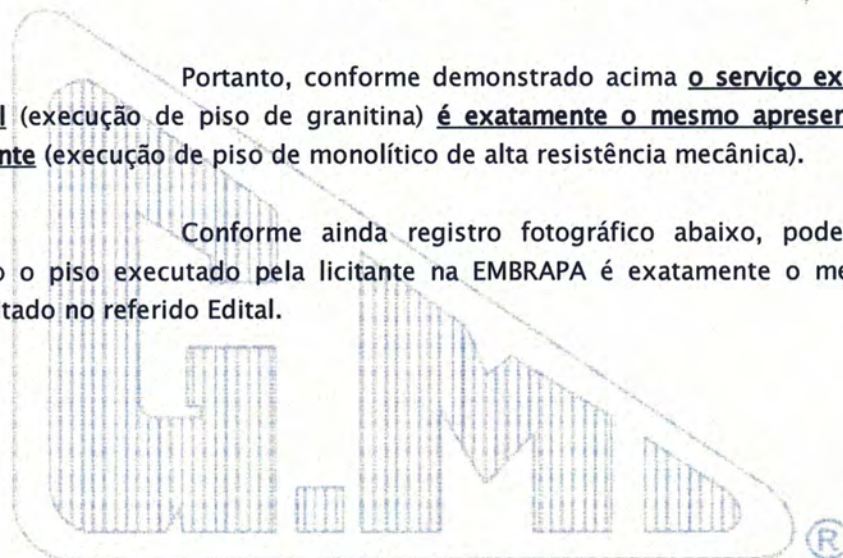 Portanto, conforme demonstrado acima o serviço ex
l (execução de piso de granitina) é exatamente o mesmo apresen
nte (execução de piso de monolítico de alta resistência mecânica).
Conforme ainda registro fotográfico abaixo, pode
o o piso executado pela licitante na EMBRAPA é exatamente o me
itado no referido Edital.
G.M
®